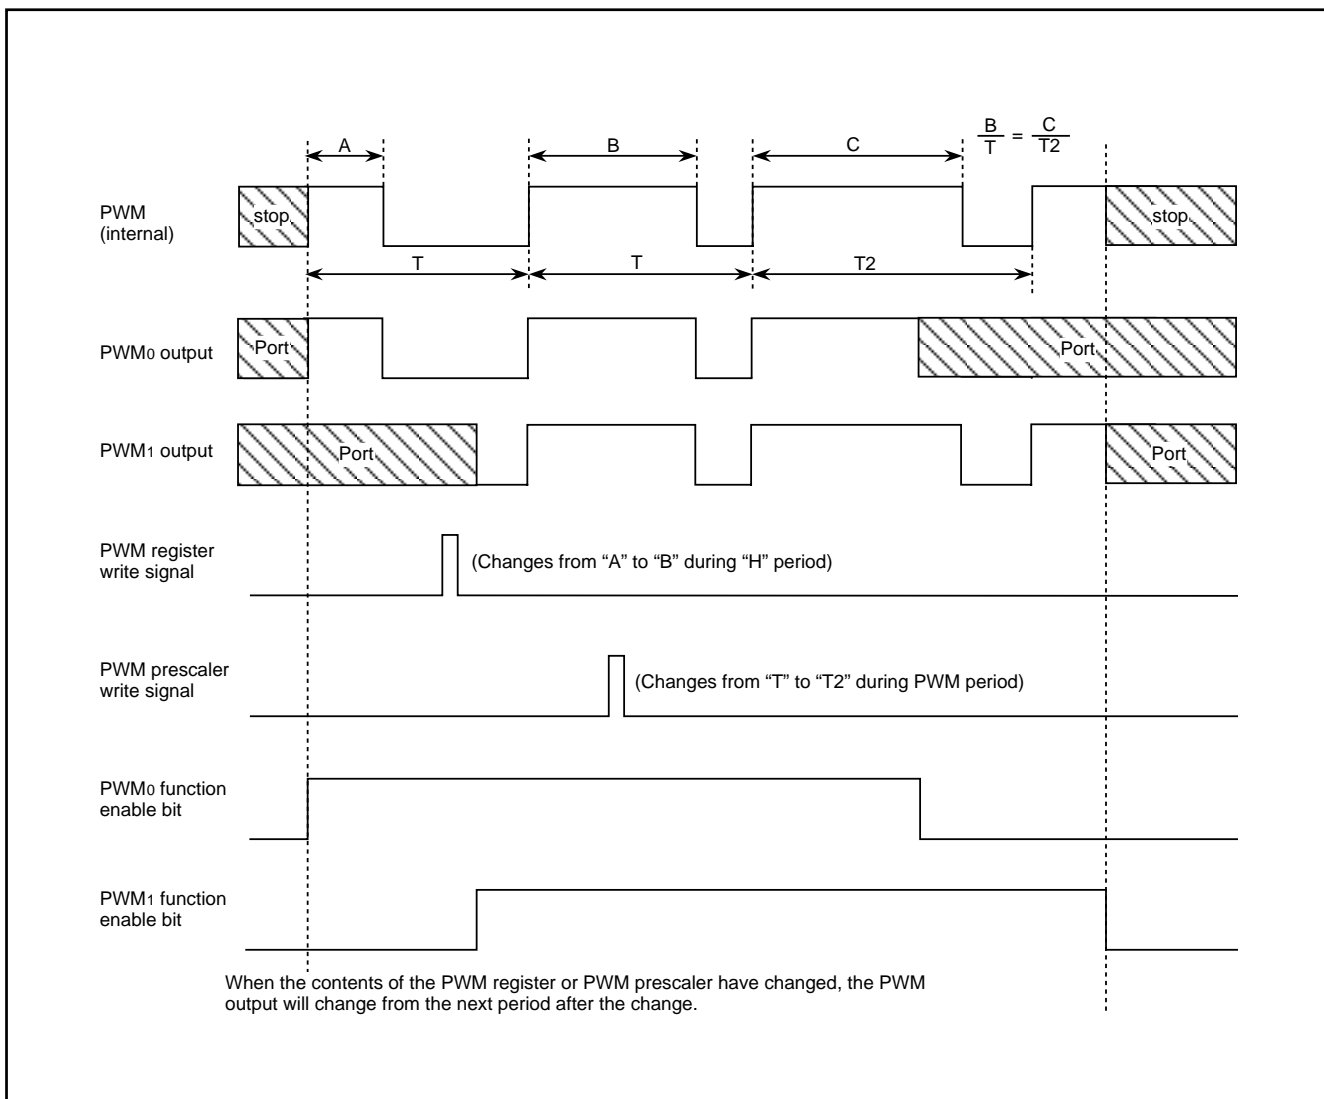 A
B
C
B
T
=
C
T2
PWM
(internal)
stop
stop
T
T
T2
PWM0 output
Port
Port
PWM1 output
Port
Port
PWM register
write signal
(Changes from “A” to “B” during “H” period)
PWM prescaler
write signal
(Changes from “T” to “T2” during PWM period)
PWM0 function
enable bit
PWM1 function
enable bit
When the contents of the PWM register or PWM prescaler have changed, the PWM
output will change from the next period after the change.